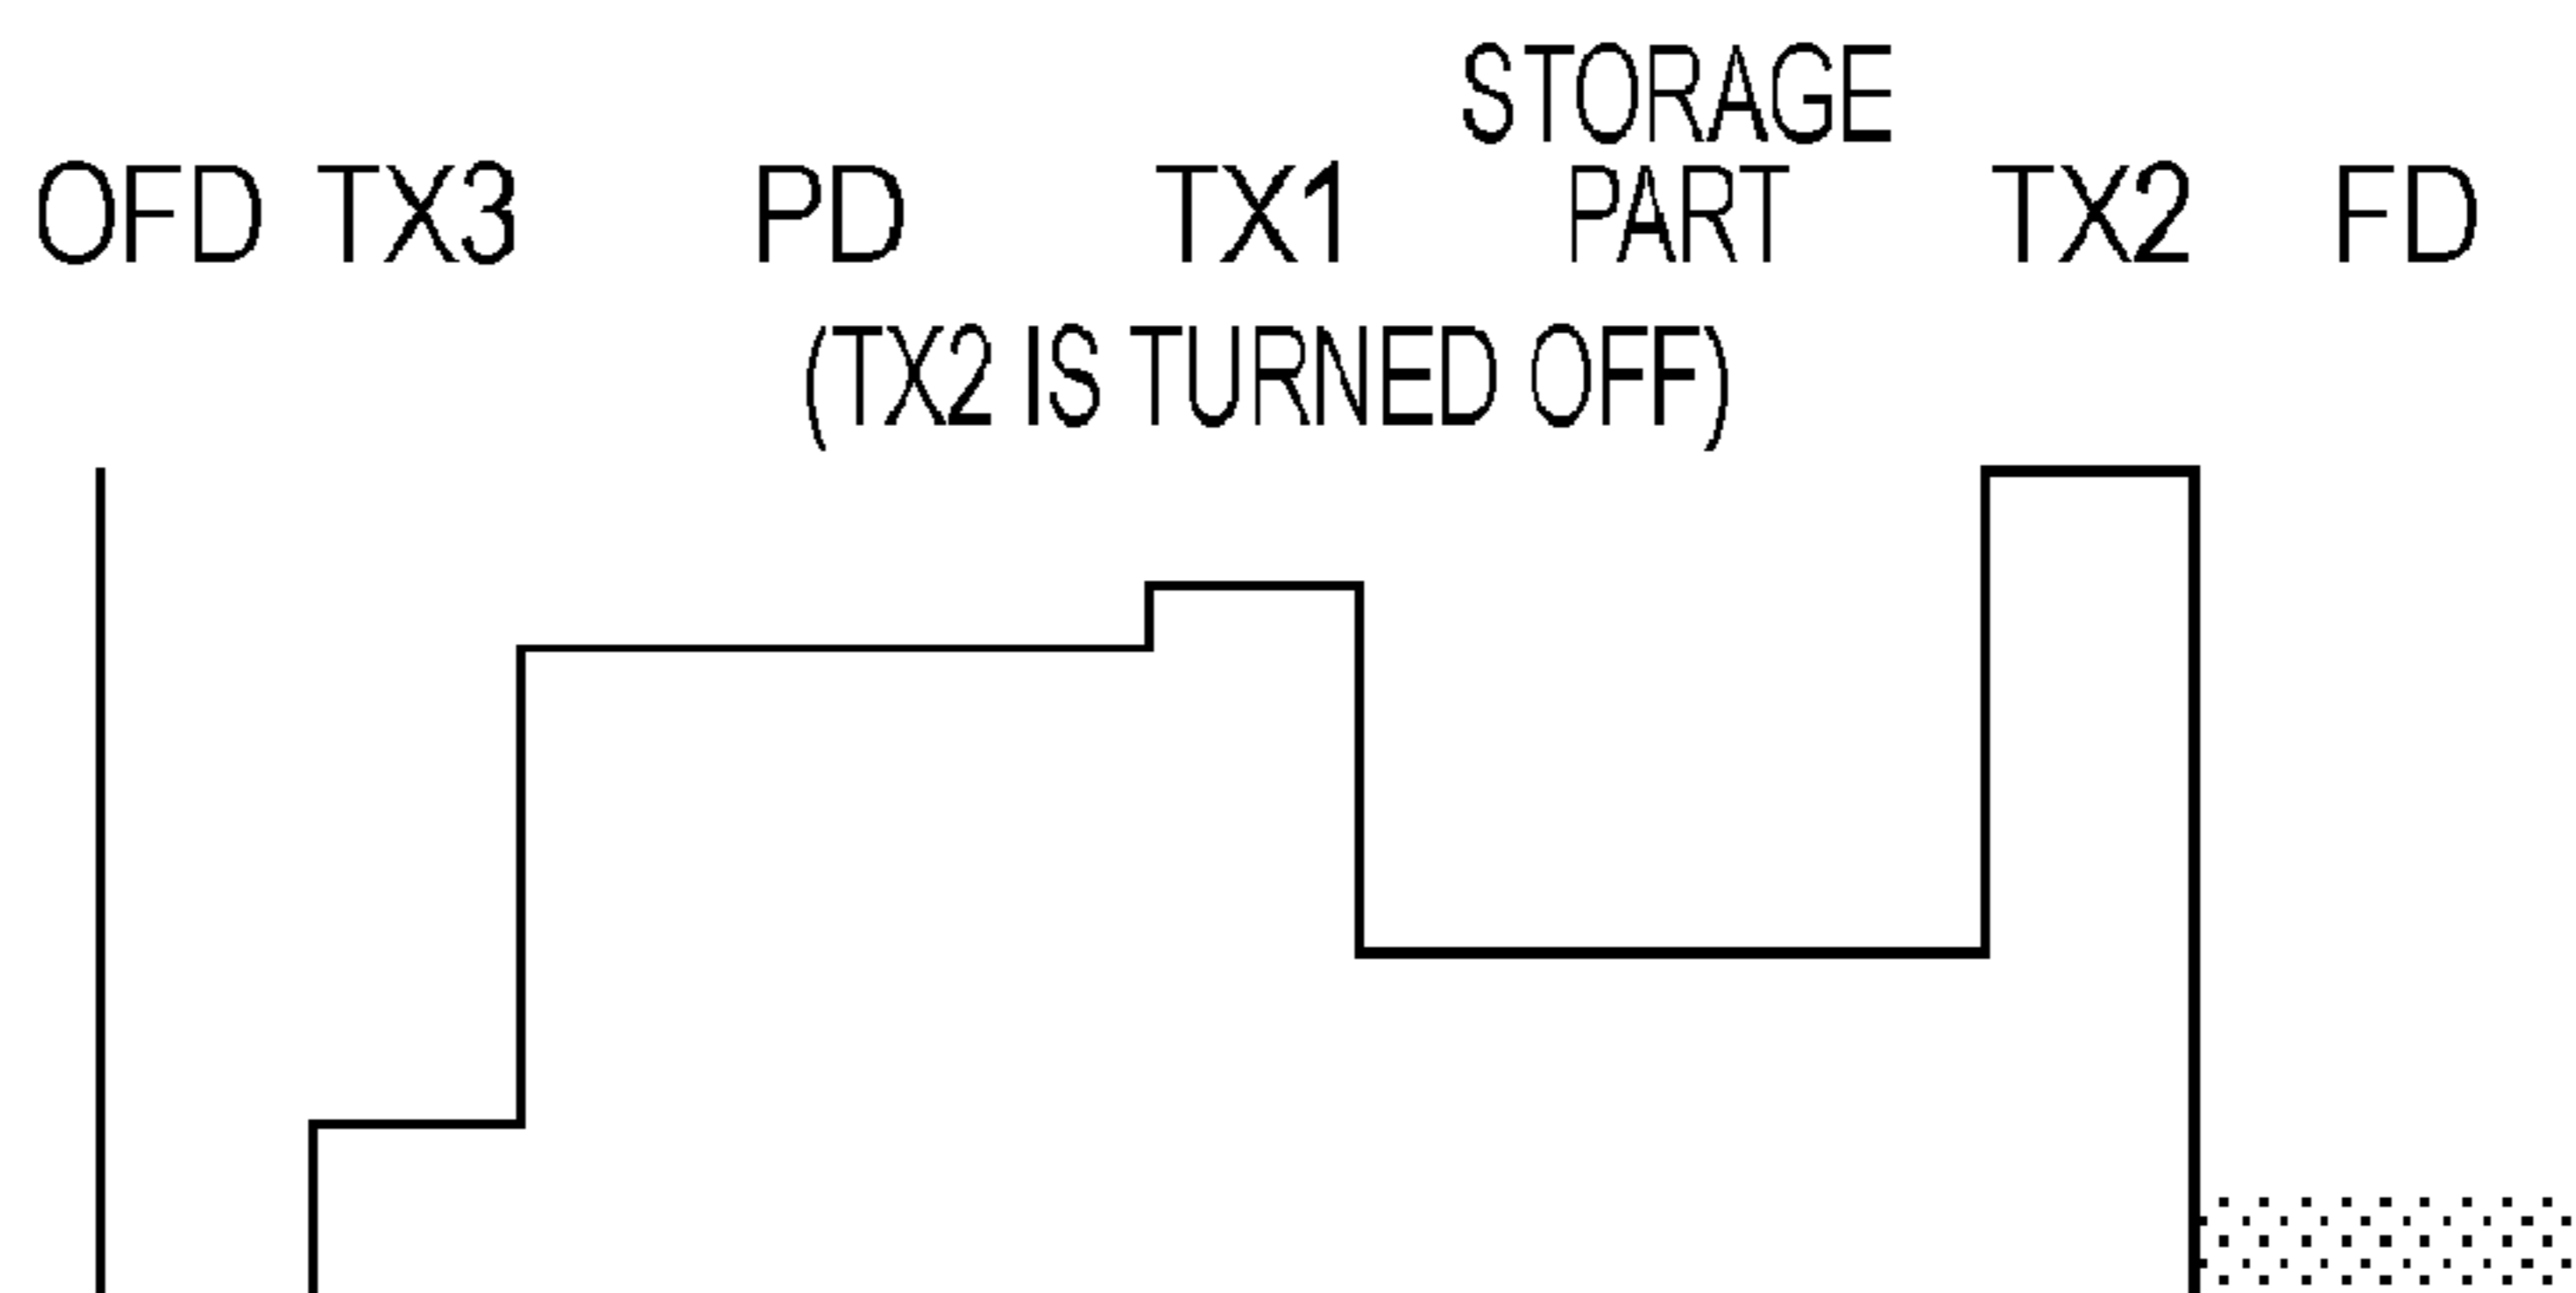 STORAGE
OFD TX3 PD TX1 PART TX2 FD
(TX2 IS TURNED OFF)